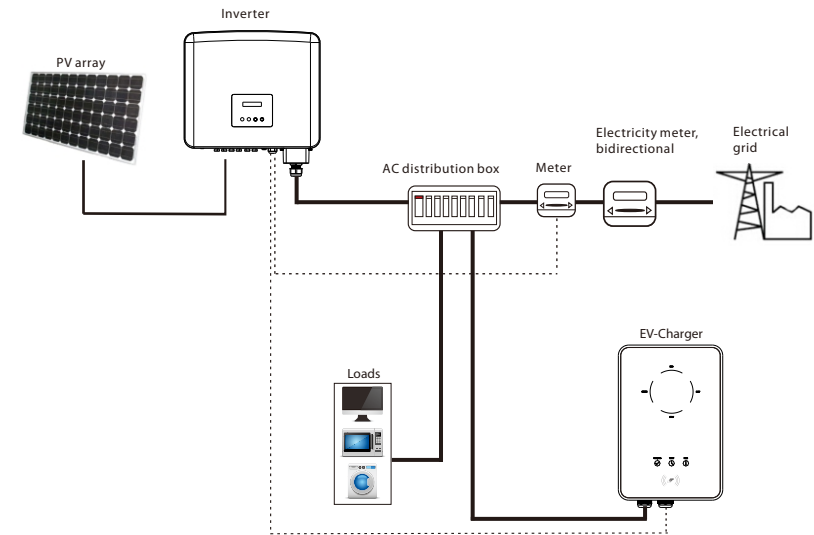 Inverter
PV array
AC distribution box
Meter
Electricity meter,
bidirectional
Electrical
grid
EV-Charger
Loads